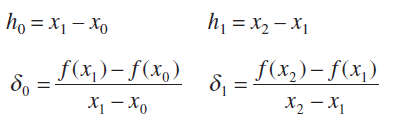 h₀ = x₁ – x₀ h₁ = x₂ – x₁
δ₀ = f(x₁) – f(x₀) / x₁ – x₀ δ₁ = f(x₂) – f(x₁) / x₂ – x₁